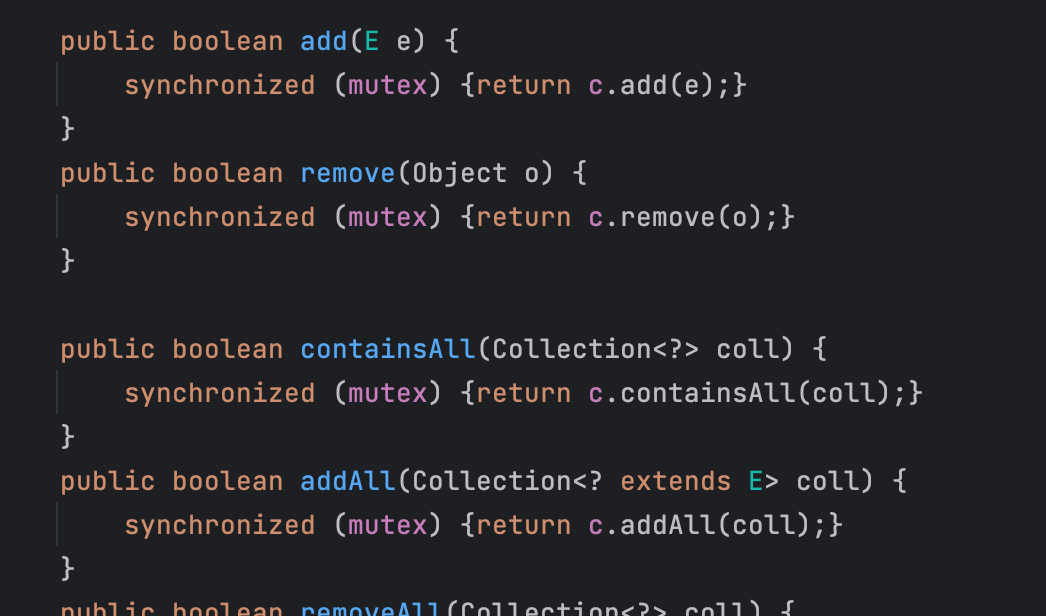 public boolean add(E e) {
    synchronized (mutex) {return c.add(e);}
}
public boolean remove(Object o) {
    synchronized (mutex) {return c.remove(o);}
}

public boolean containsAll(Collection<?> coll) {
    synchronized (mutex) {return c.containsAll(coll);}
}
public boolean addAll(Collection<? extends E> coll) {
    synchronized (mutex) {return c.addAll(coll);}
}
public boolean removeAll(Collection<?> coll) {